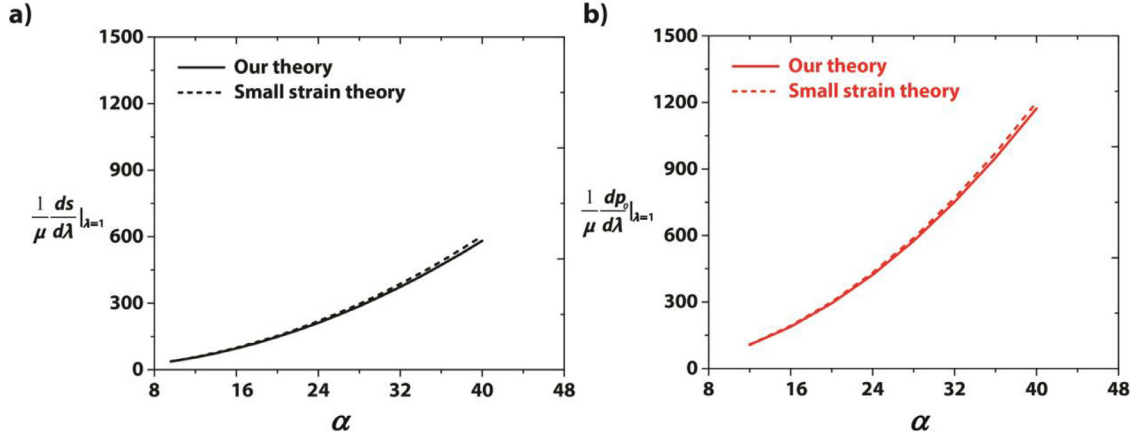 a)
1500
1200
900
600
300
0
8 16 24 32 40 48
Our theory
Small strain theory
1/μ ds/dλ|λ=1
α
b)
1500
1200
900
600
300
0
8 16 24 32 40 48
Our theory
Small strain theory
1/μ dp₀/dλ|λ=1
α